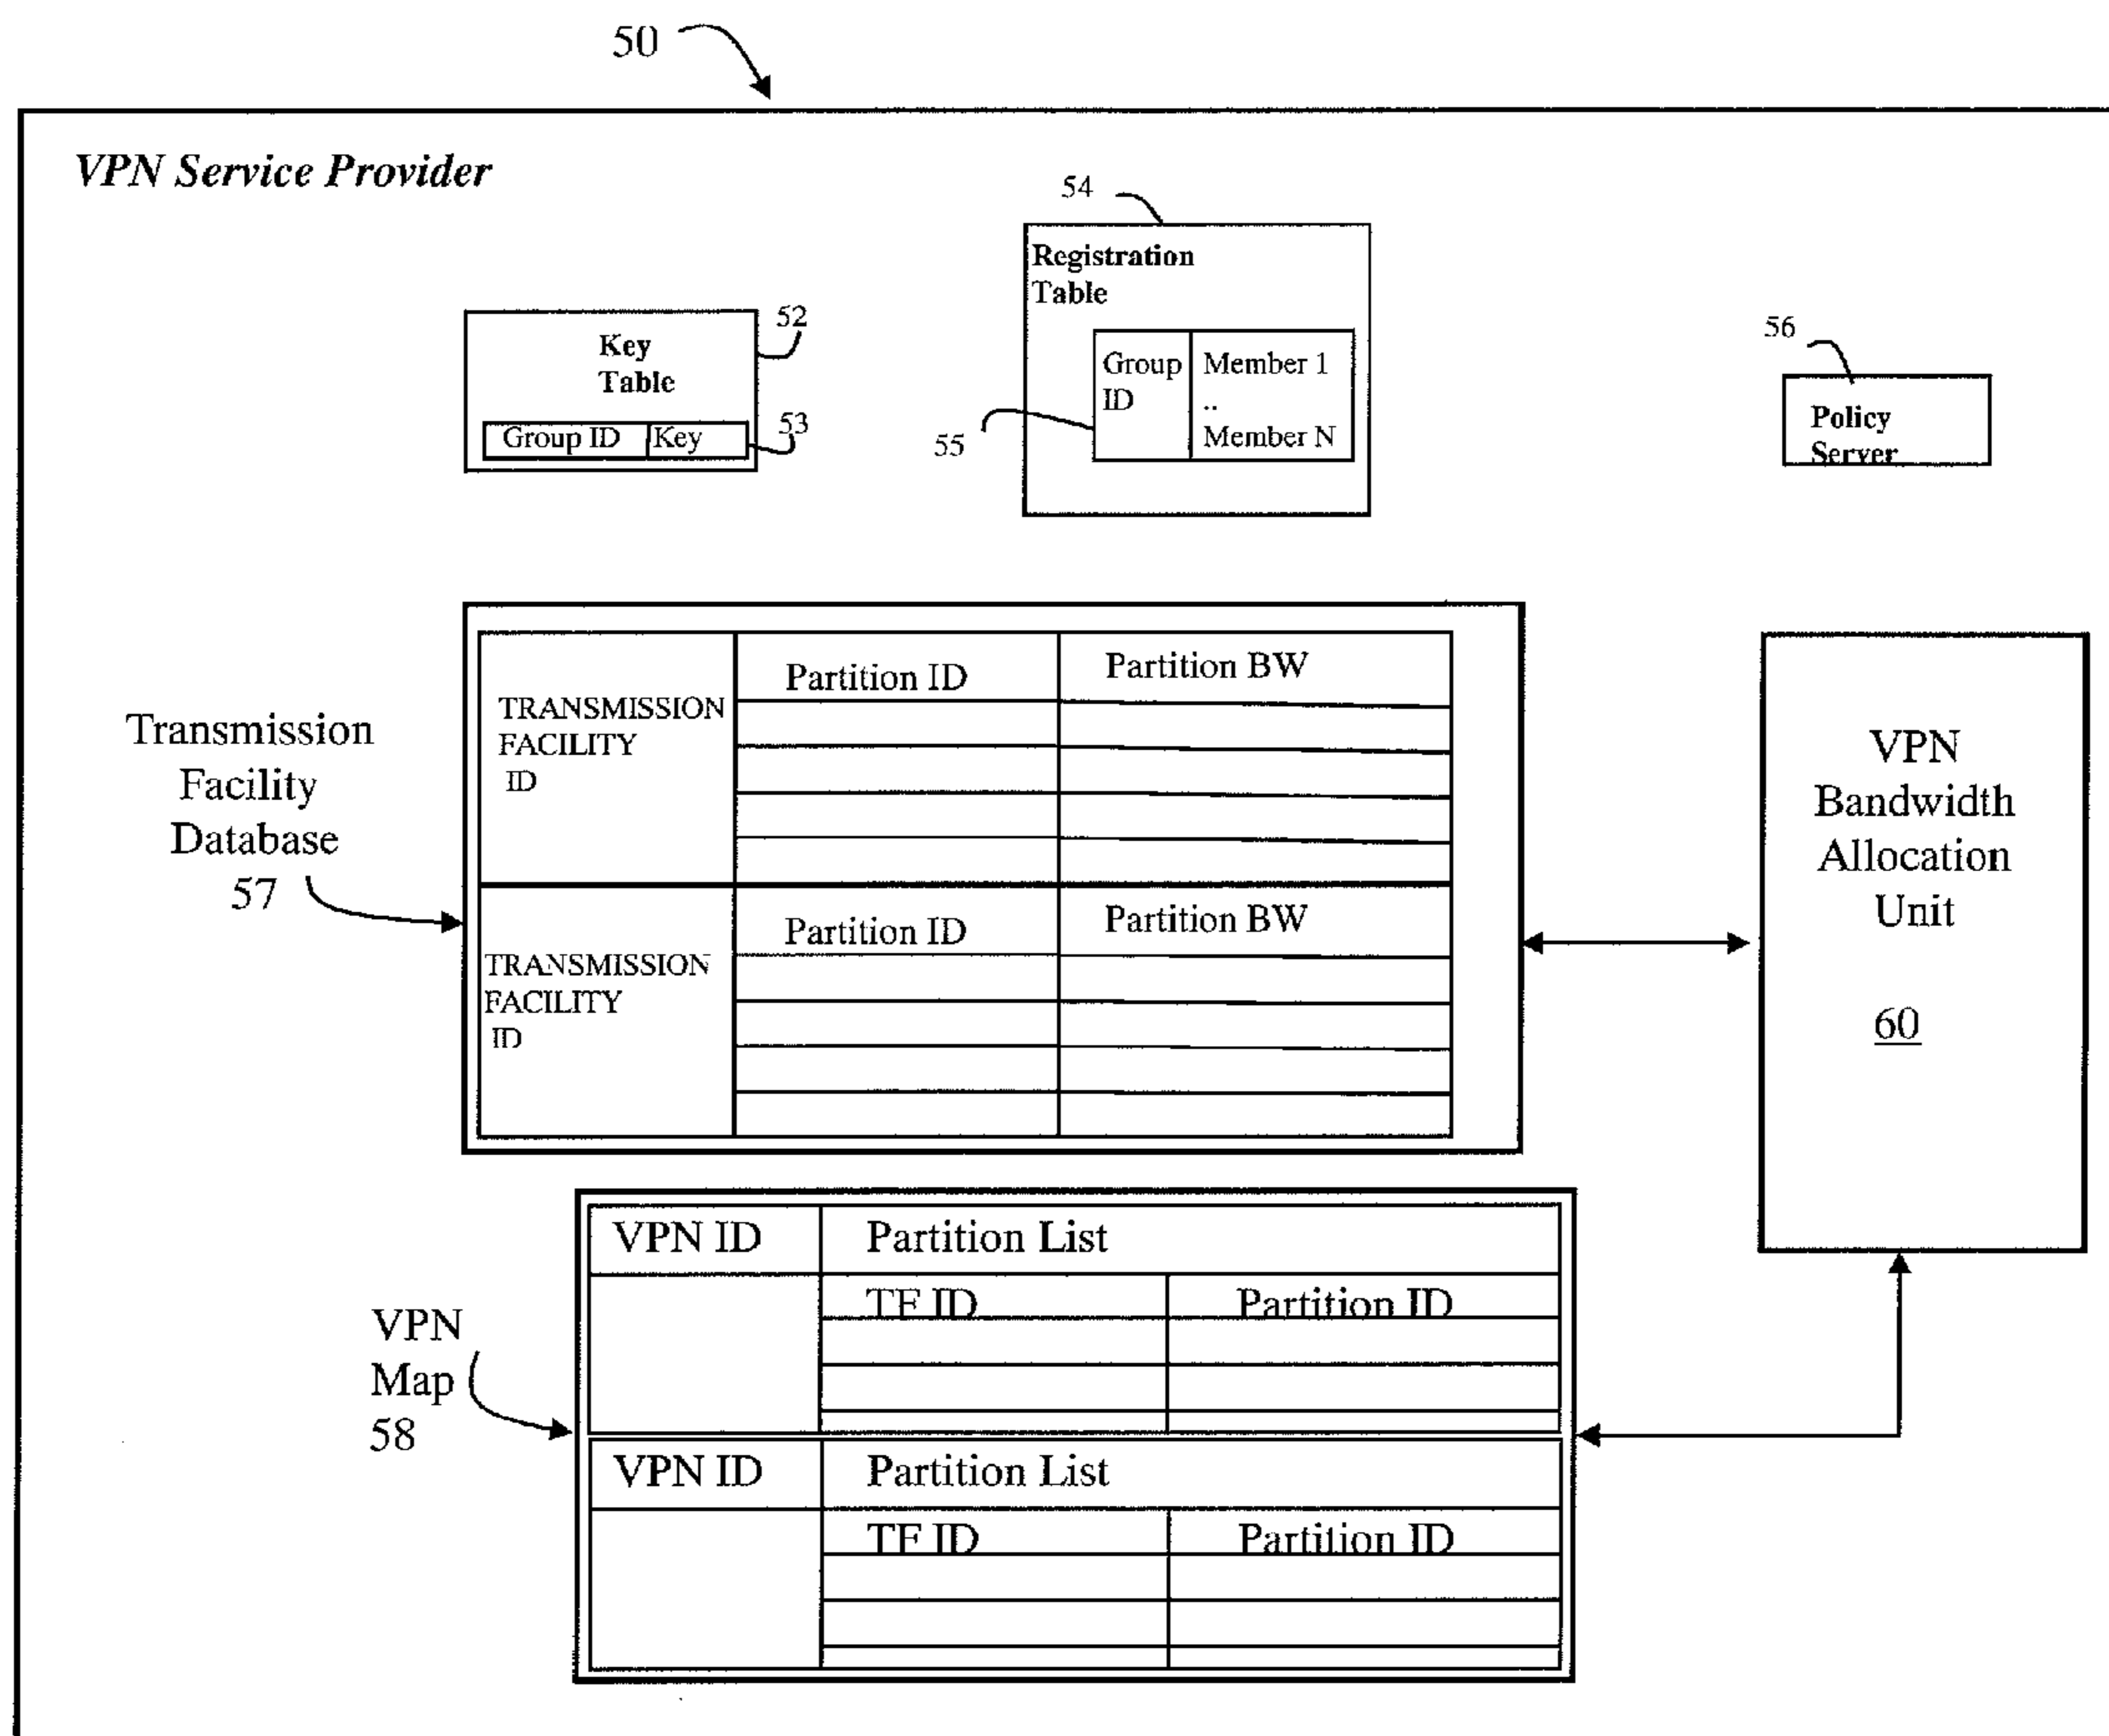 50
VPN Service Provider
54
Registration
Table
52
Key
Table
Group ID Key
53
Group
ID
Member 1
..
Member N
55
56
Policy
Server
Transmission
Facility
Database
57
TRANSMISSION
FACILITY
ID
Partition ID
Partition BW
TRANSMISSION
FACILITY
ID
Partition ID
Partition BW
VPN
Bandwidth
Allocation
Unit
60
VPN
Map
58
VPN ID Partition List
TF ID Partition ID
VPN ID Partition List
TF ID Partition ID